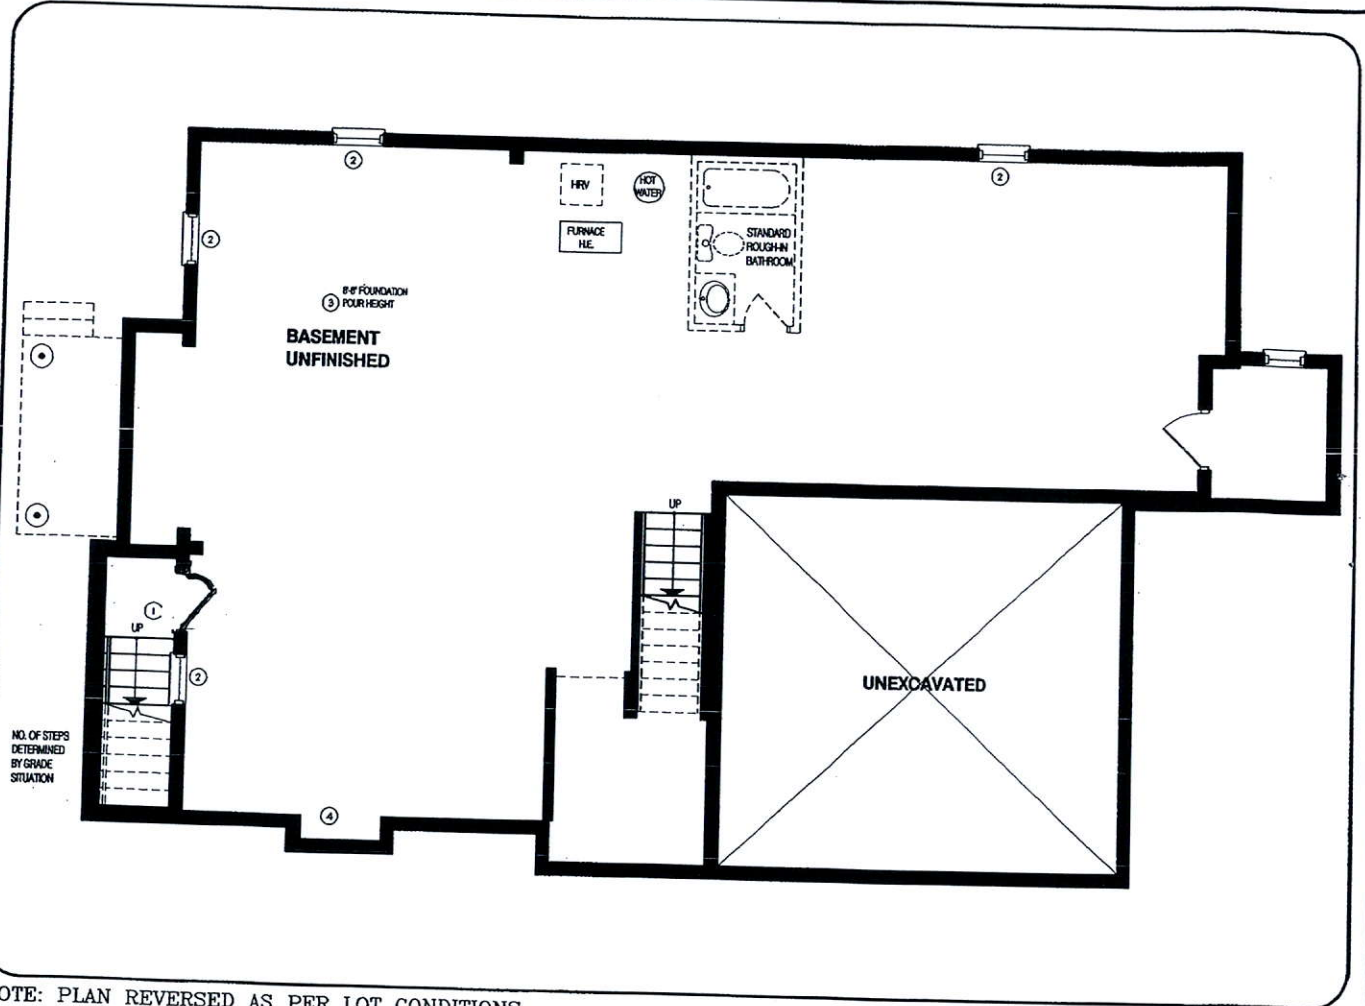 2
2
HRV
HOT
WATER
FURNACE
H.E.
STANDARD
ROUGH-IN
BATHROOM
2
3
8'-8" FOUNDATION
POUR HEIGHT
BASEMENT
UNFINISHED
UP
1
UP
2
UNEXCAVATED
NO. OF STEPS
DETERMINED
BY GRADE
SITUATION
4
OTE: PLAN REVERSED AS PER LOT CONDITIONS